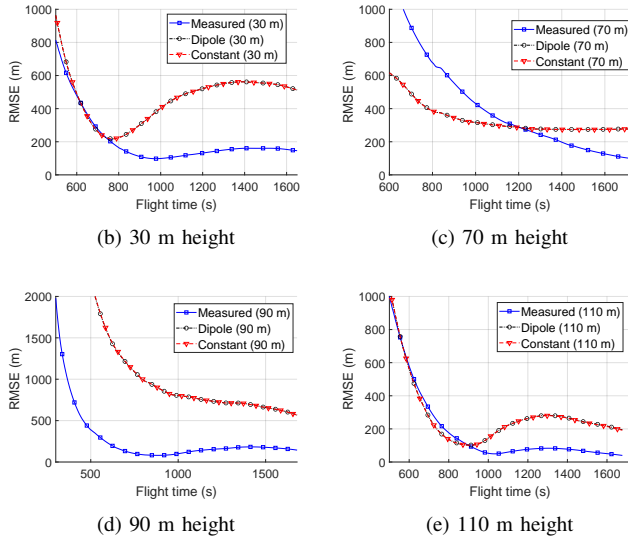 1000
800
600
400
200
0
RMSE (m)
600 800 1000 1200 1400 1600
Flight time (s)
Measured (30 m)
Dipole (30 m)
Constant (30 m)
(b) 30 m height
1000
800
600
400
200
0
RMSE (m)
600 800 1000 1200 1400 1600
Flight time (s)
Measured (70 m)
Dipole (70 m)
Constant (70 m)
(c) 70 m height
2000
1500
1000
500
0
RMSE (m)
500 1000 1500
Flight time (s)
Measured (90 m)
Dipole (90 m)
Constant (90 m)
(d) 90 m height
1000
800
600
400
200
0
RMSE (m)
600 800 1000 1200 1400 1600
Flight time (s)
Measured (110 m)
Dipole (110 m)
Constant (110 m)
(e) 110 m height